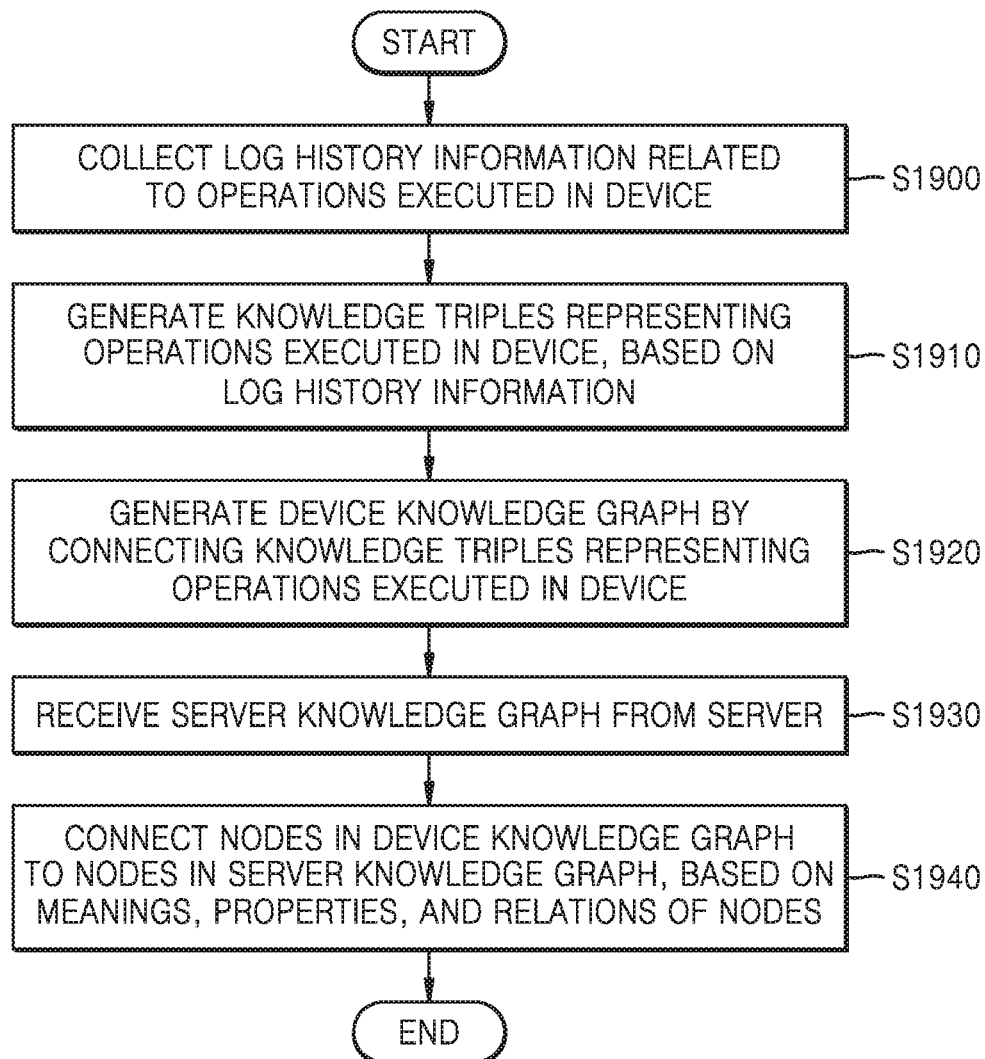 START
COLLECT LOG HISTORY INFORMATION RELATED
TO OPERATIONS EXECUTED IN DEVICE
S1900
GENERATE KNOWLEDGE TRIPLES REPRESENTING
OPERATIONS EXECUTED IN DEVICE, BASED ON
LOG HISTORY INFORMATION
S1910
GENERATE DEVICE KNOWLEDGE GRAPH BY
CONNECTING KNOWLEDGE TRIPLES REPRESENTING
OPERATIONS EXECUTED IN DEVICE
S1920
RECEIVE SERVER KNOWLEDGE GRAPH FROM SERVER
S1930
CONNECT NODES IN DEVICE KNOWLEDGE GRAPH
TO NODES IN SERVER KNOWLEDGE GRAPH, BASED ON
MEANINGS, PROPERTIES, AND RELATIONS OF NODES
S1940
END